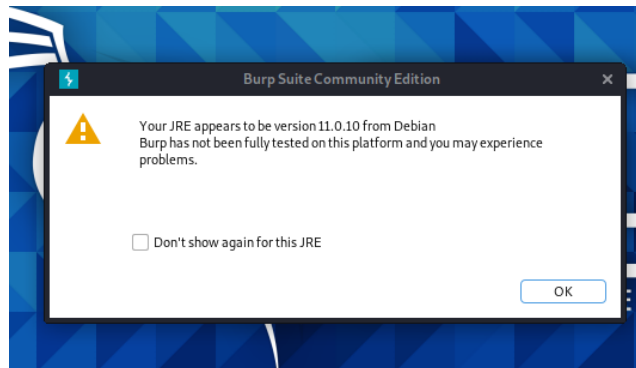 Burp Suite Community Edition
Your JRE appears to be version 11.0.10 from Debian
Burp has not been fully tested on this platform and you may experience
problems.
Don't show again for this JRE
OK